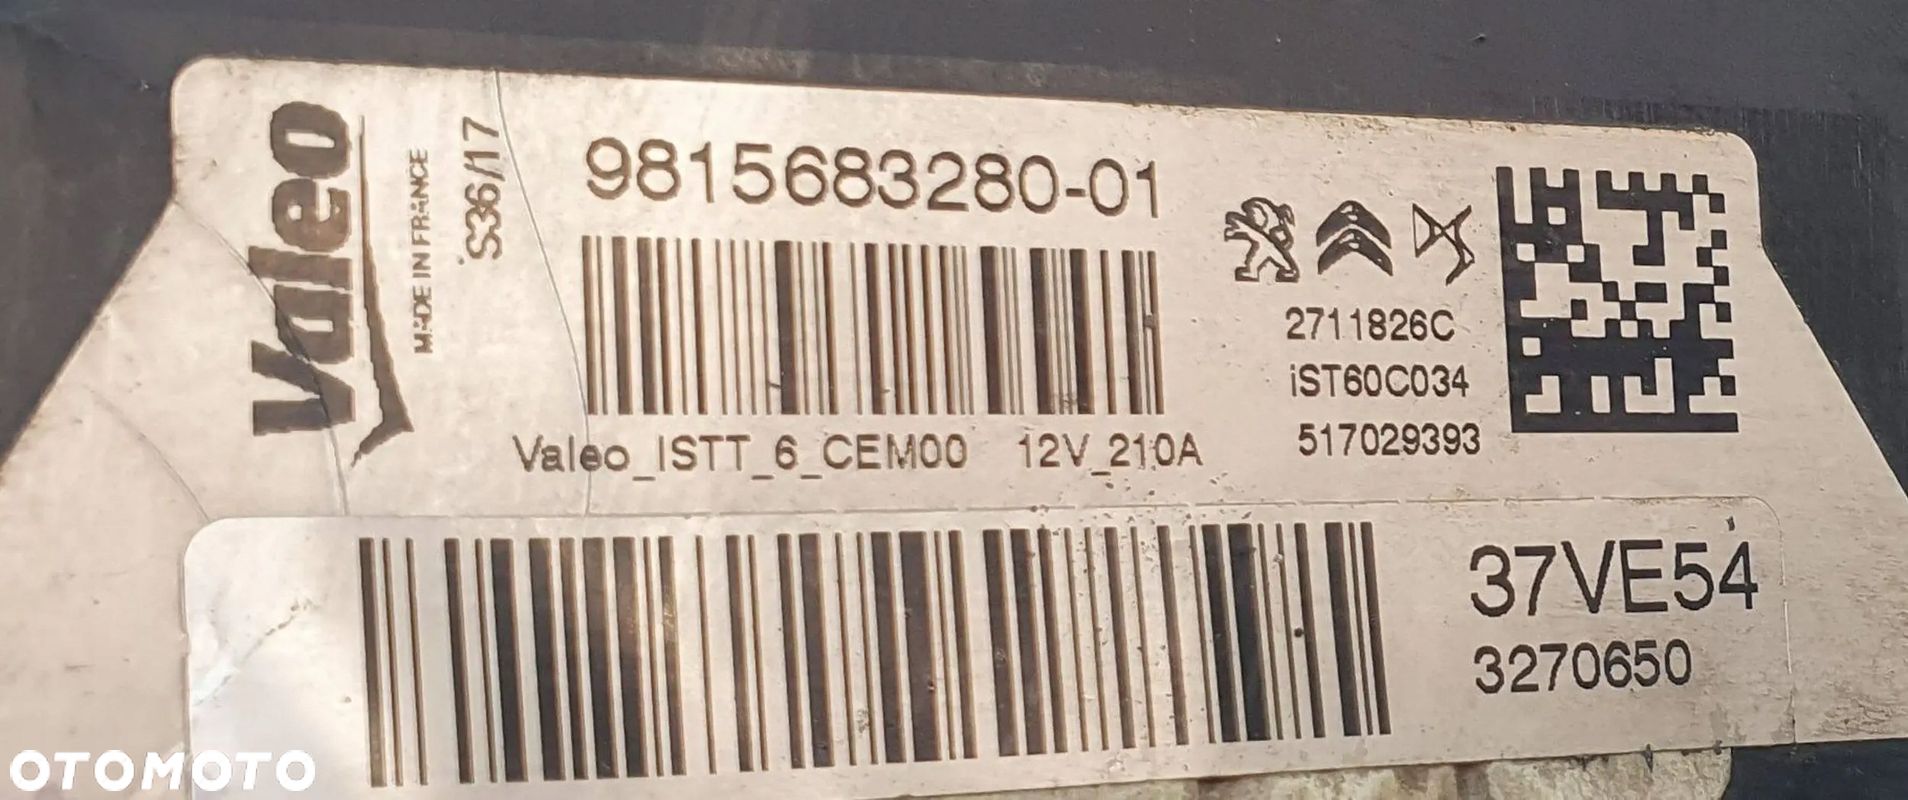 Valeo
MADE IN FRANCE
S36/17
9815683280-01
2711826C
iST60C034
517029393
Valeo_ISTT_6_CEM00 12V_210A
37VE54
3270650
OTOMOTO